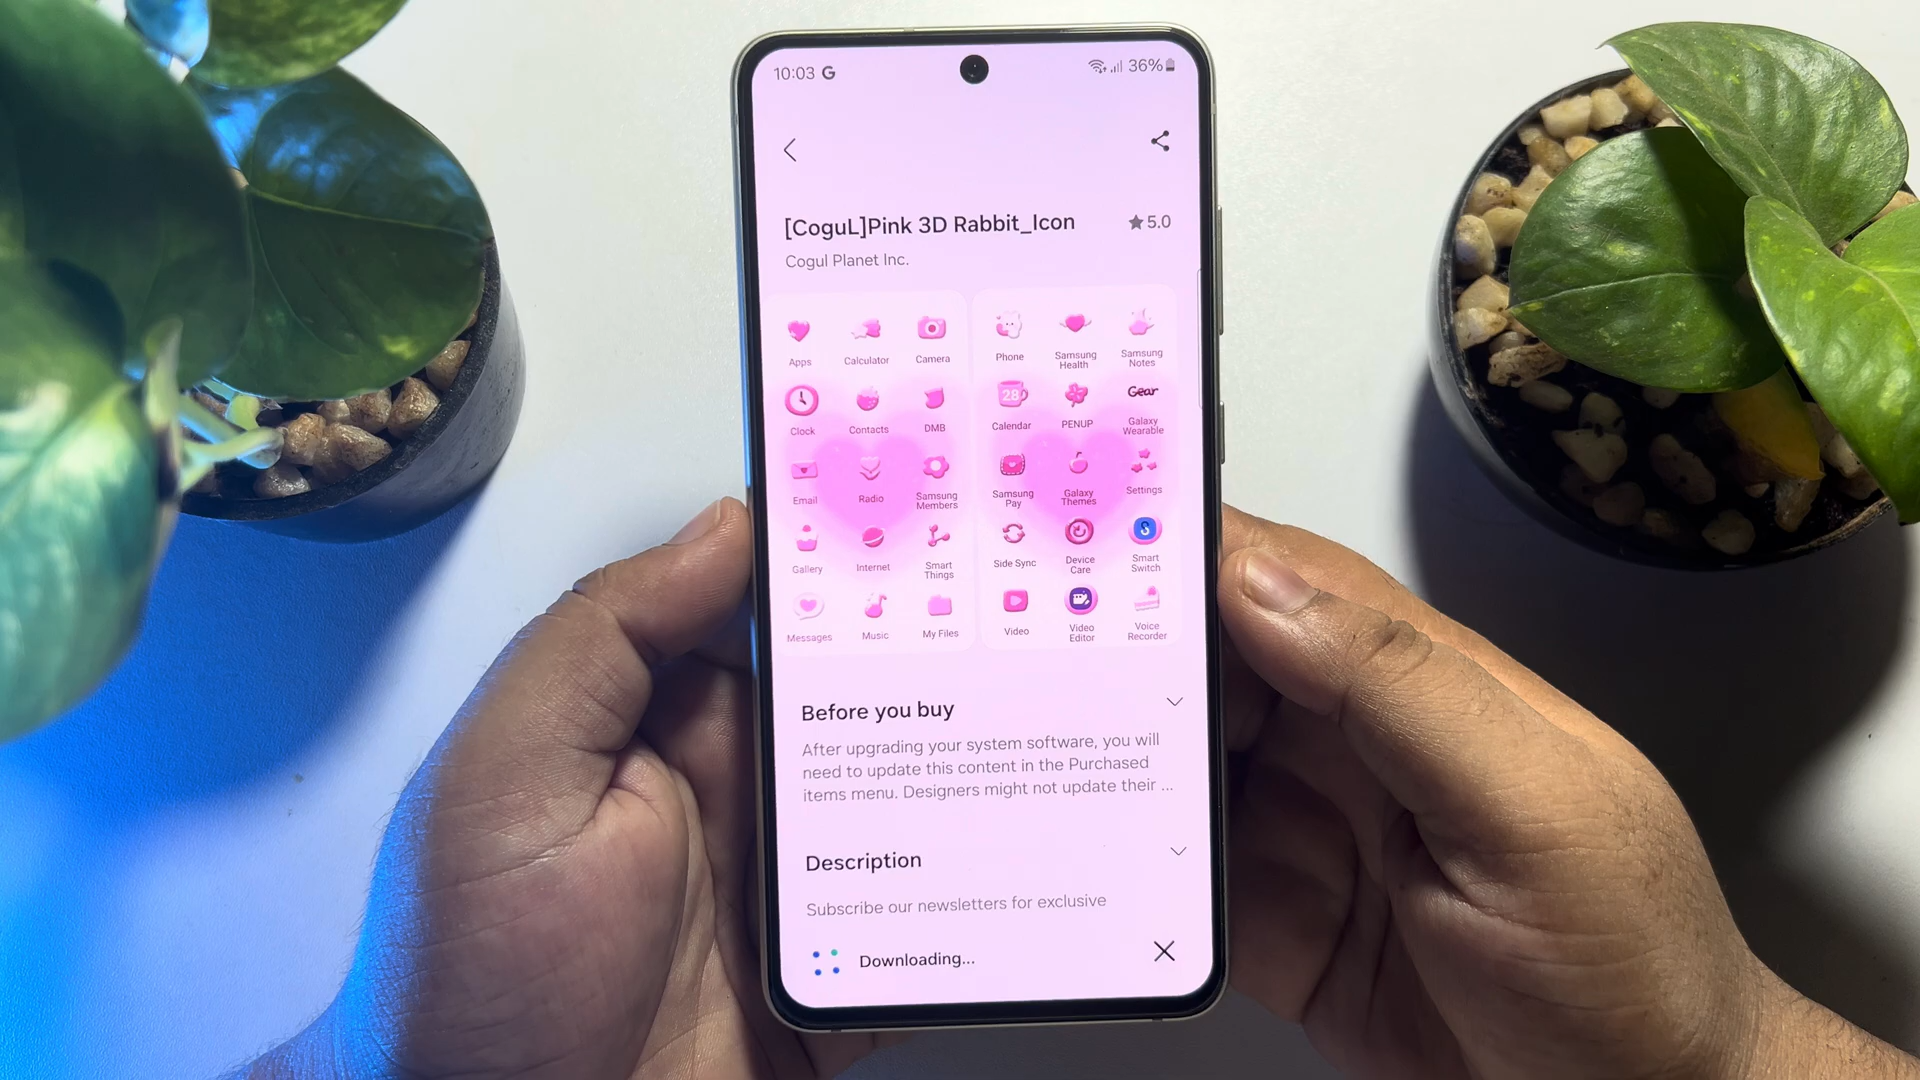 10:03 G
36%
[CoguL]Pink 3D Rabbit_Icon
★5.0
Cogul Planet Inc.
Apps Calculator Camera
Phone Samsung Health Samsung Notes
Clock Contacts DMB
28
Gear
Calendar PENUP Galaxy Wearable
Email Radio Samsung Members
Samsung Pay Galaxy Themes Settings
Gallery Internet Smart Things
Side Sync Device Care Smart Switch
Messages Music My Files
Video Video Editor Voice Recorder
Before you buy
After upgrading your system software, you will
need to update this content in the Purchased
items menu. Designers might not update their ...
Description
Subscribe our newsletters for exclusive
Downloading...